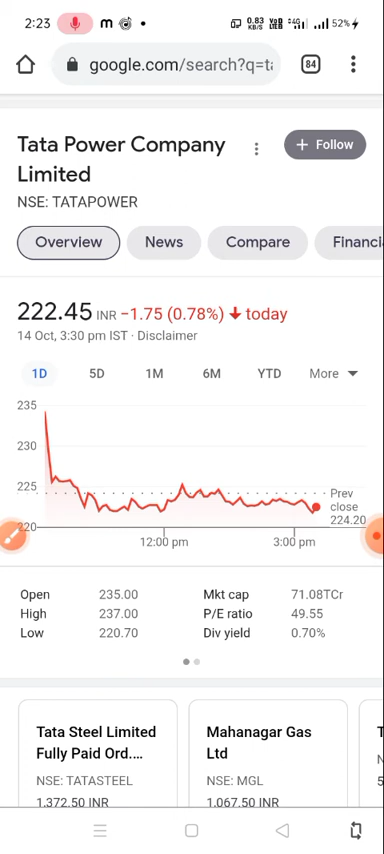 2:23
m
0.83
KB/S
4G
52%
google.com/search?q=ta
84
Tata Power Company
Limited
+ Follow
NSE: TATAPOWER
Overview
News
Compare
Financi
222.45 INR −1.75 (0.78%) today
14 Oct, 3:30 pm IST · Disclaimer
1D
5D
1M
6M
YTD
More
235
230
225
220
Prev
close
224.20
12:00 pm
3:00 pm
Open 235.00 Mkt cap 71.08TCr
High 237.00 P/E ratio 49.55
Low 220.70 Div yield 0.70%
Tata Steel Limited
Fully Paid Ord....
NSE: TATASTEEL
1,372.50 INR
Mahanagar Gas
Ltd
NSE: MGL
1,067.50 INR